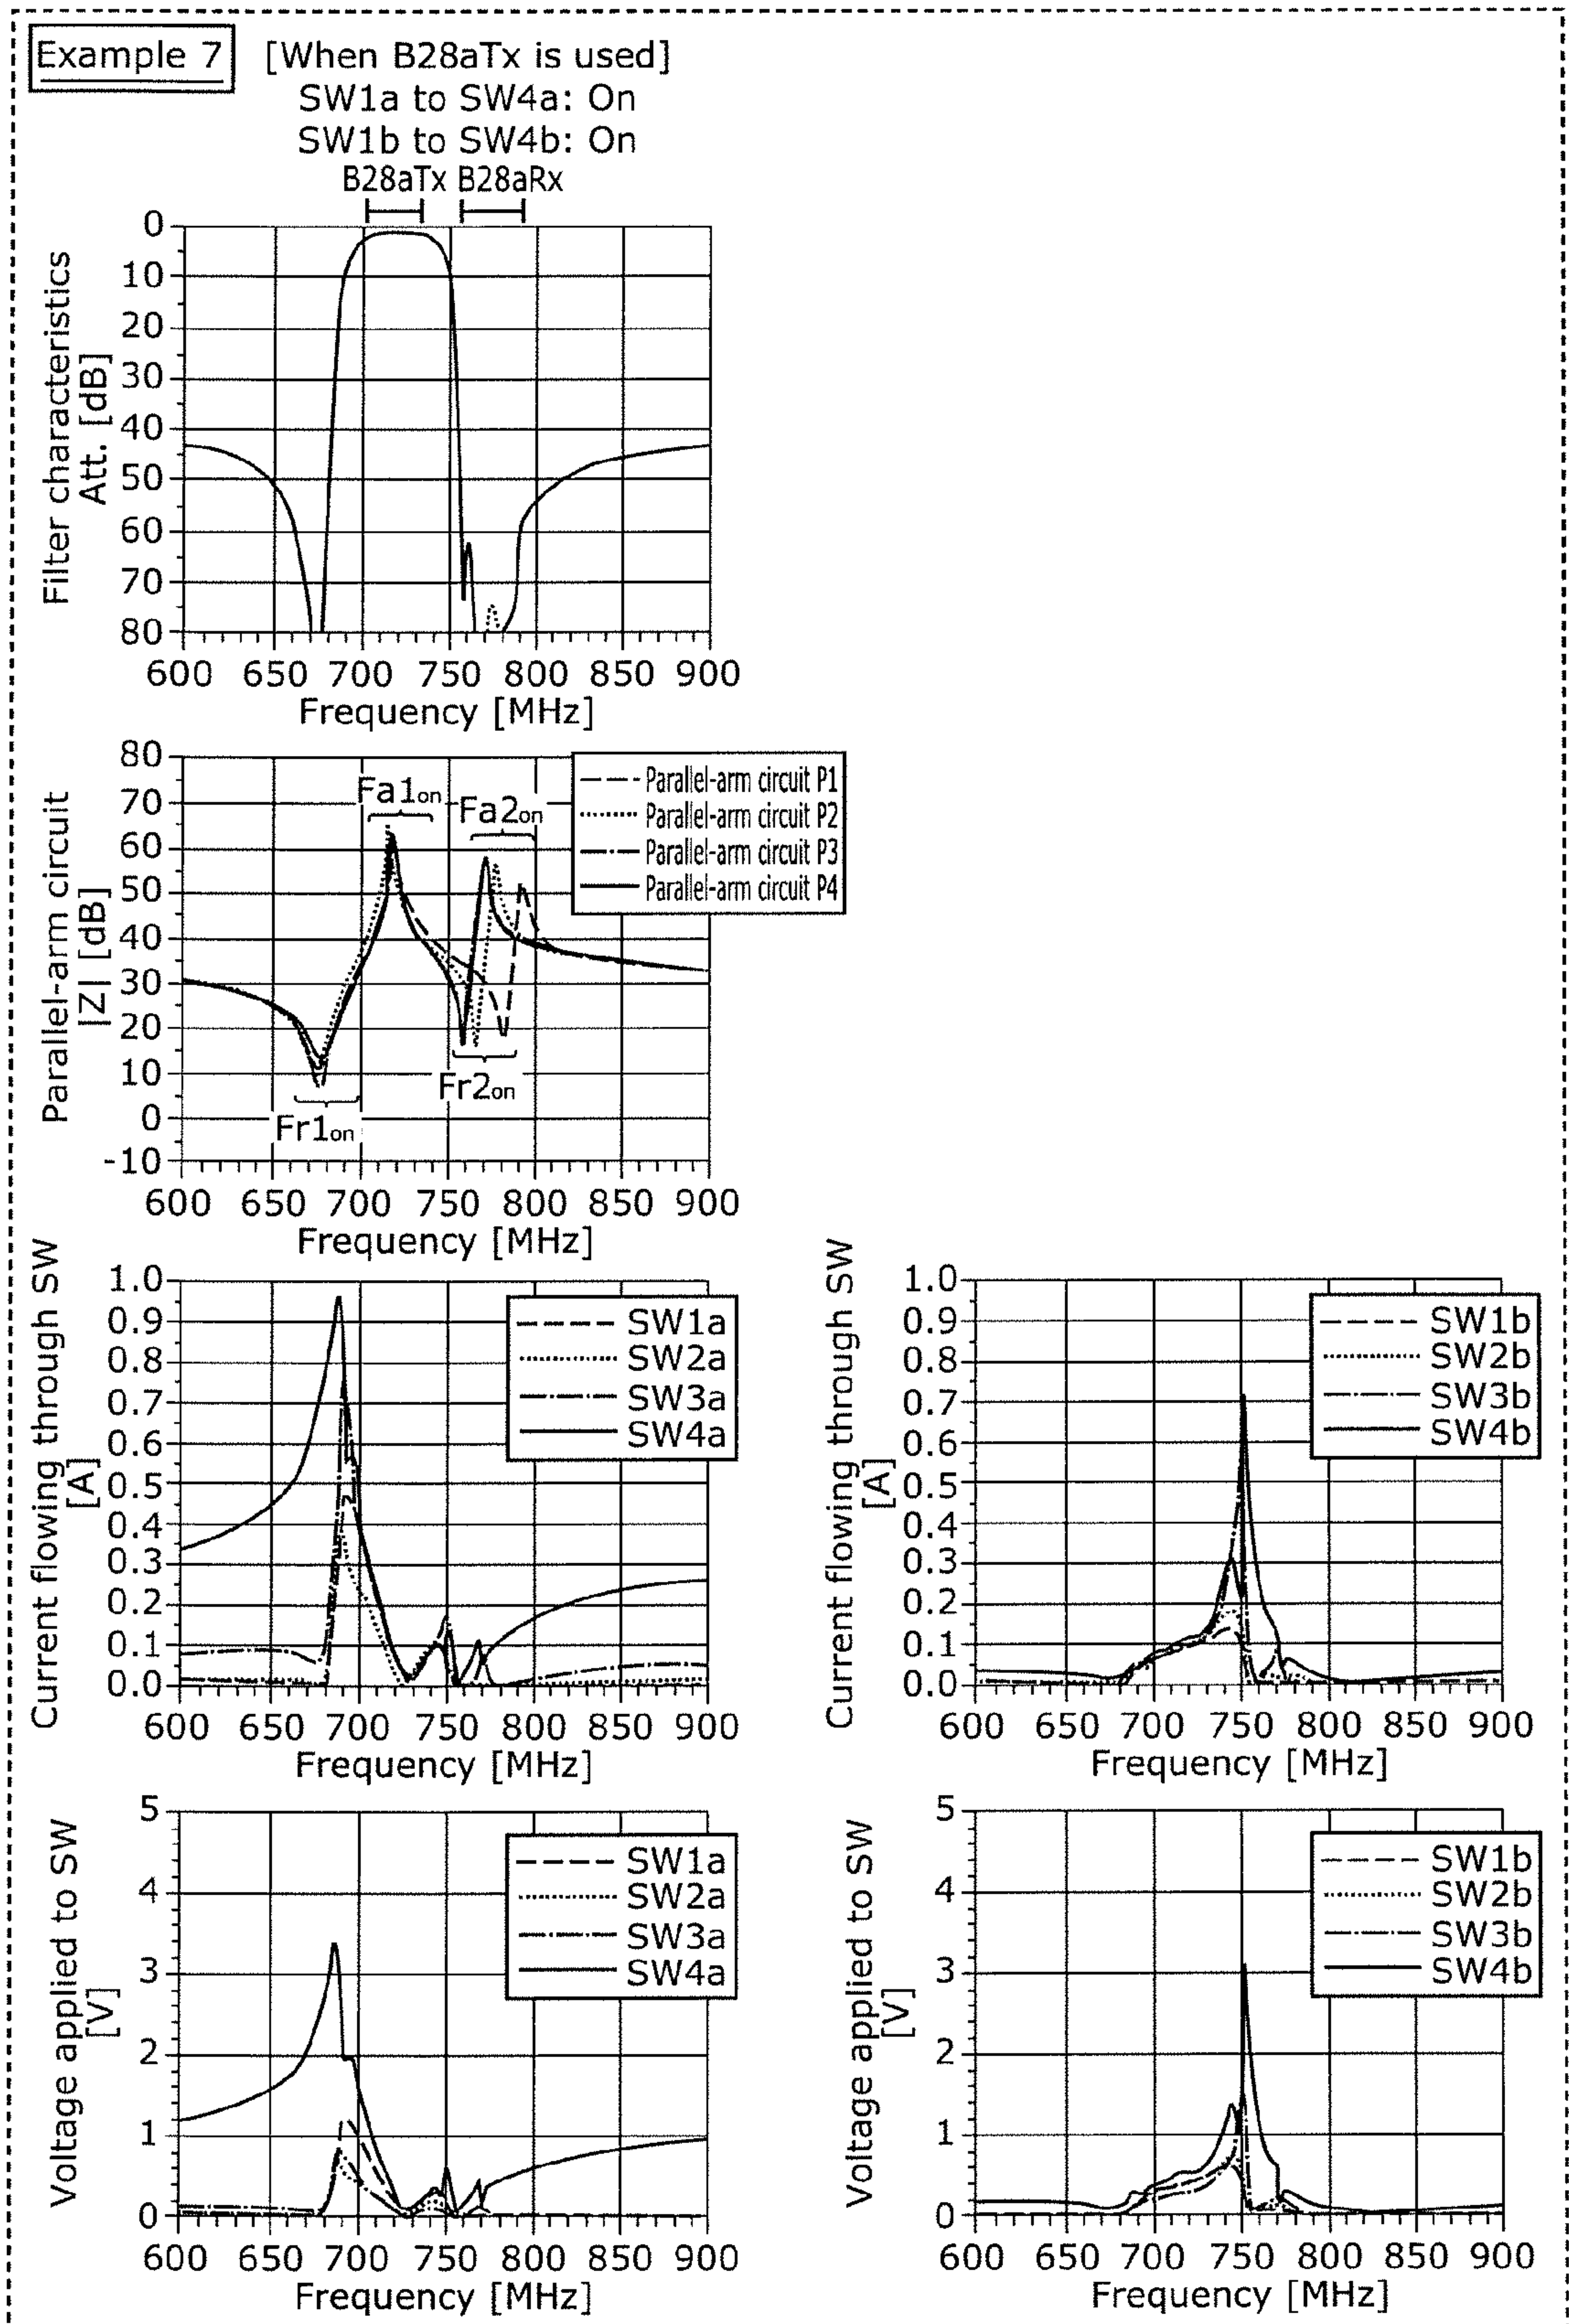 Example 7
[When B28aTx is used]
SW1a to SW4a: On
SW1b to SW4b: On
B28aTx B28aRx
Filter characteristics
Att. [dB]
0
10
20
30
40
50
60
70
80
600 650 700 750 800 850 900
Frequency [MHz]
Parallel-arm circuit
|Z| [dB]
80
70
60
50
40
30
20
10
0
-10
Fa1on
Fa2on
Fr2on
Fr1on
Parallel-arm circuit P1
Parallel-arm circuit P2
Parallel-arm circuit P3
Parallel-arm circuit P4
600 650 700 750 800 850 900
Frequency [MHz]
Current flowing through SW
[A]
1.0
0.9
0.8
0.7
0.6
0.5
0.4
0.3
0.2
0.1
0.0
SW1a
SW2a
SW3a
SW4a
600 650 700 750 800 850 900
Frequency [MHz]
Current flowing through SW
[A]
1.0
0.9
0.8
0.7
0.6
0.5
0.4
0.3
0.2
0.1
0.0
SW1b
SW2b
SW3b
SW4b
600 650 700 750 800 850 900
Frequency [MHz]
Voltage applied to SW
[V]
5
4
3
2
1
0
SW1a
SW2a
SW3a
SW4a
600 650 700 750 800 850 900
Frequency [MHz]
Voltage applied to SW
[V]
5
4
3
2
1
0
SW1b
SW2b
SW3b
SW4b
600 650 700 750 800 850 900
Frequency [MHz]